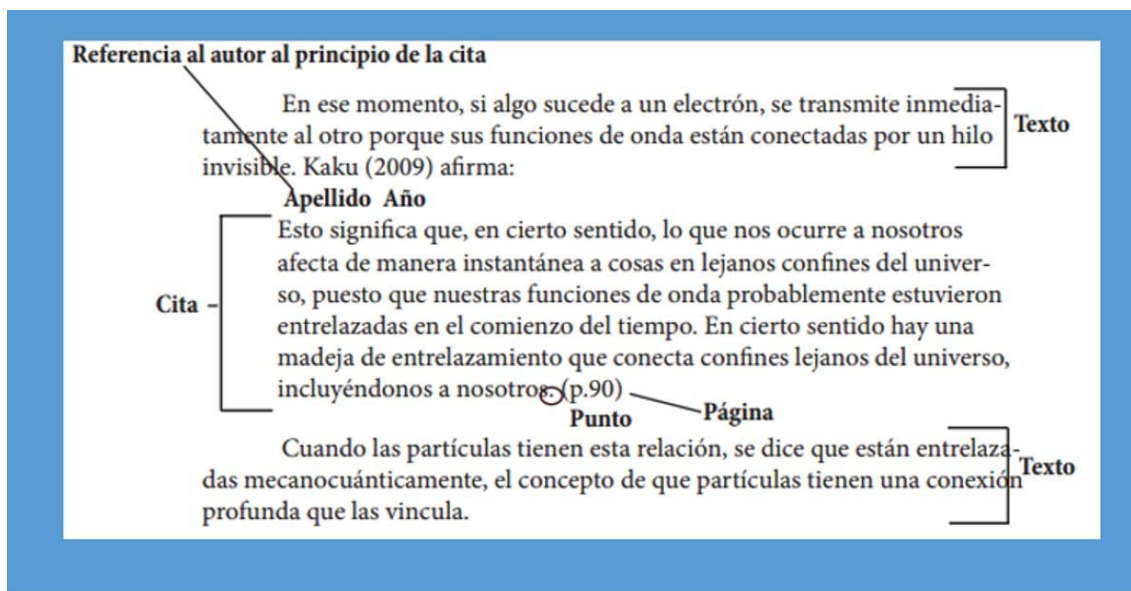 Referencia al autor al principio de la cita
En ese momento, si algo sucede a un electrón, se transmite inmedia-
tamente al otro porque sus funciones de onda están conectadas por un hilo
Texto
invisible. Kaku (2009) afirma:
Apellido Año
Esto significa que, en cierto sentido, lo que nos ocurre a nosotros
afecta de manera instantánea a cosas en lejanos confines del univer-
Cita
so, puesto que nuestras funciones de onda probablemente estuvieron
entrelazadas en el comienzo del tiempo. En cierto sentido hay una
madeja de entrelazamiento que conecta confines lejanos del universo,
incluyéndonos a nosotros. (p.90)
Punto
Página
Cuando las partículas tienen esta relación, se dice que están entrelaza-
Texto
das mecanocuánticamente, el concepto de que partículas tienen una conexión
profunda que las vincula.